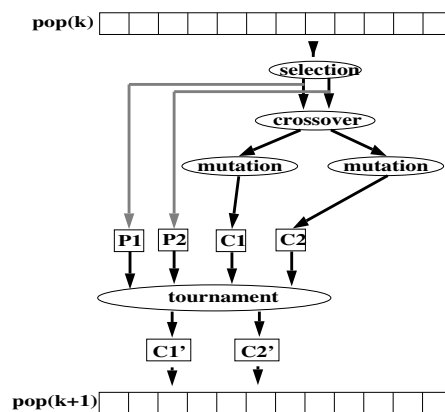 pop(k)
selection
crossover
mutation mutation
P1 P2 C1 C2
tournament
C1’ C2’
pop(k+1)